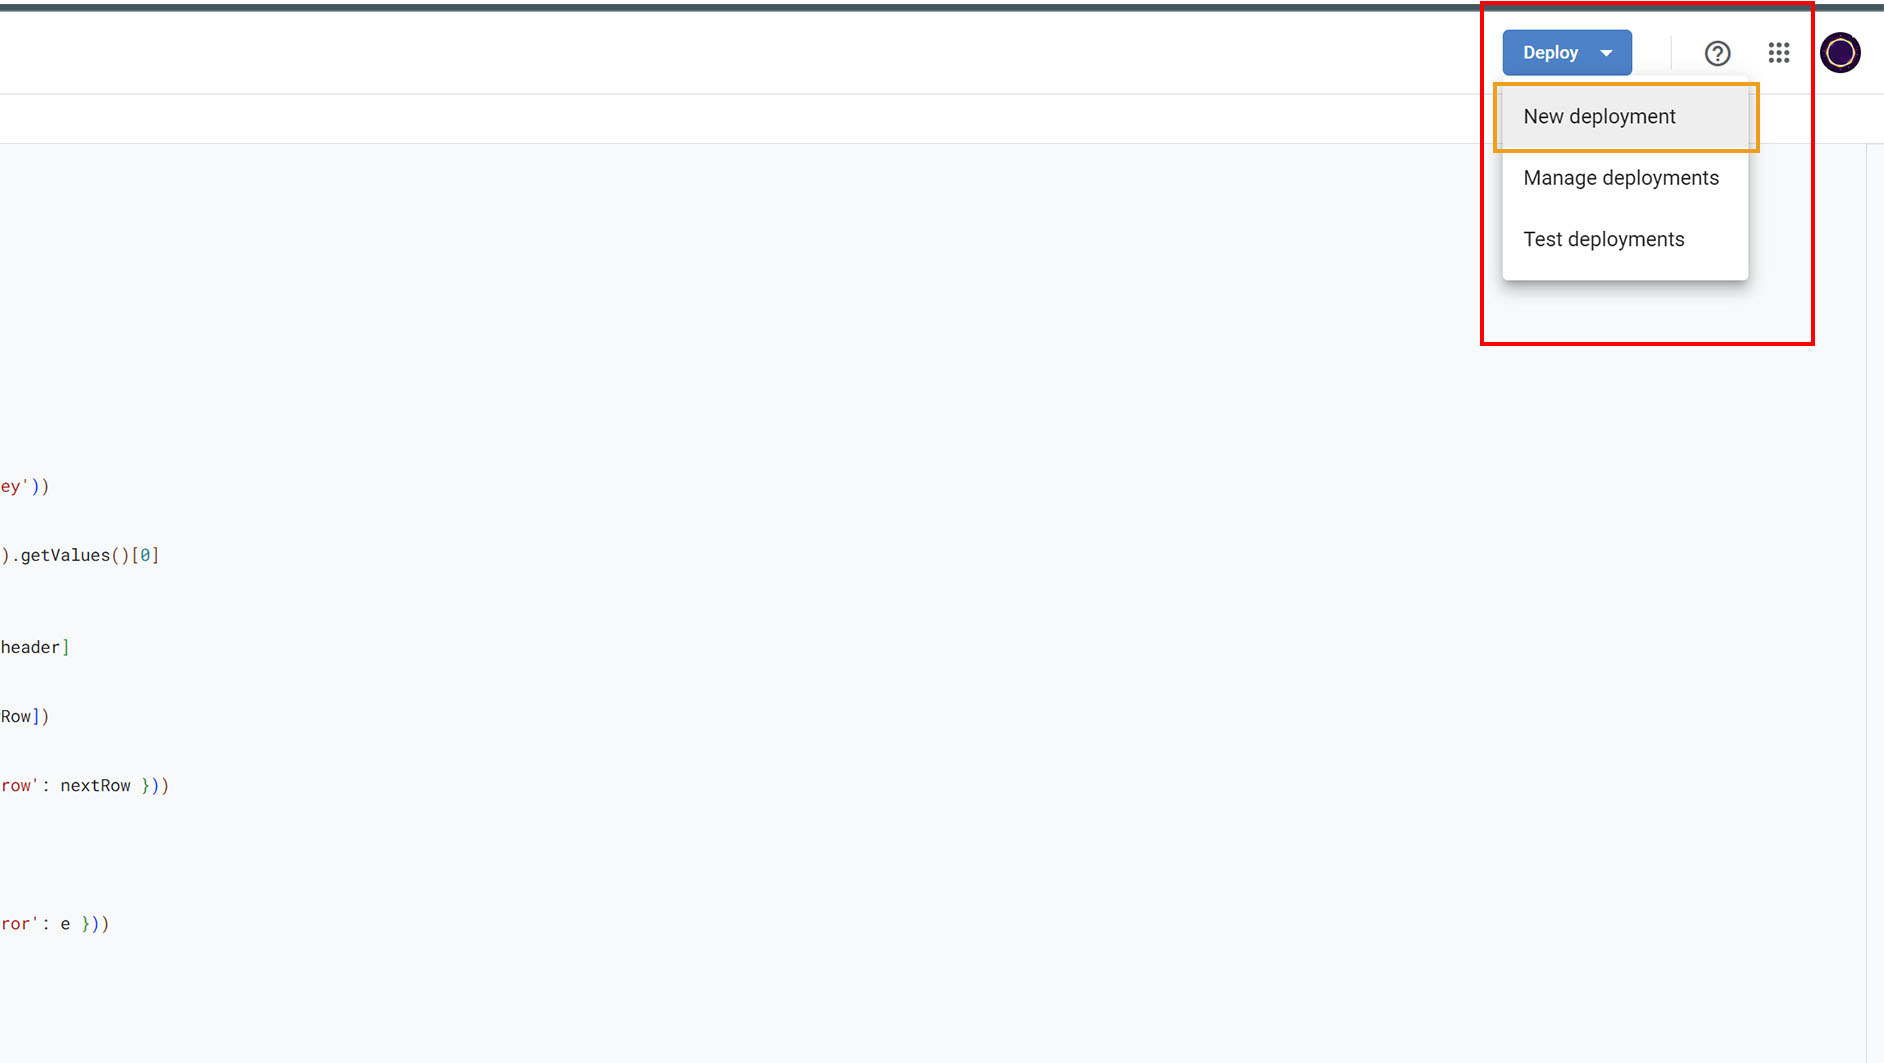 Deploy
New deployment
Manage deployments
Test deployments
ey'))
).getValues()[0]
header]
Row])
row': nextRow }))
ror': e }))